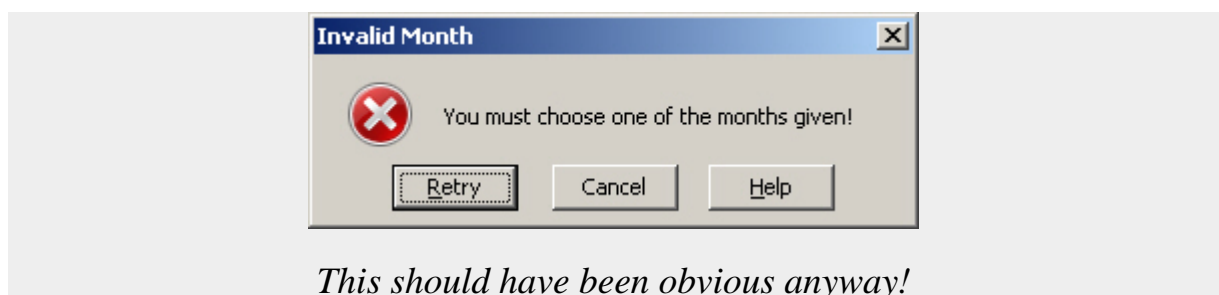 Invalid Month
You must choose one of the months given!
Retry Cancel Help
This should have been obvious anyway!